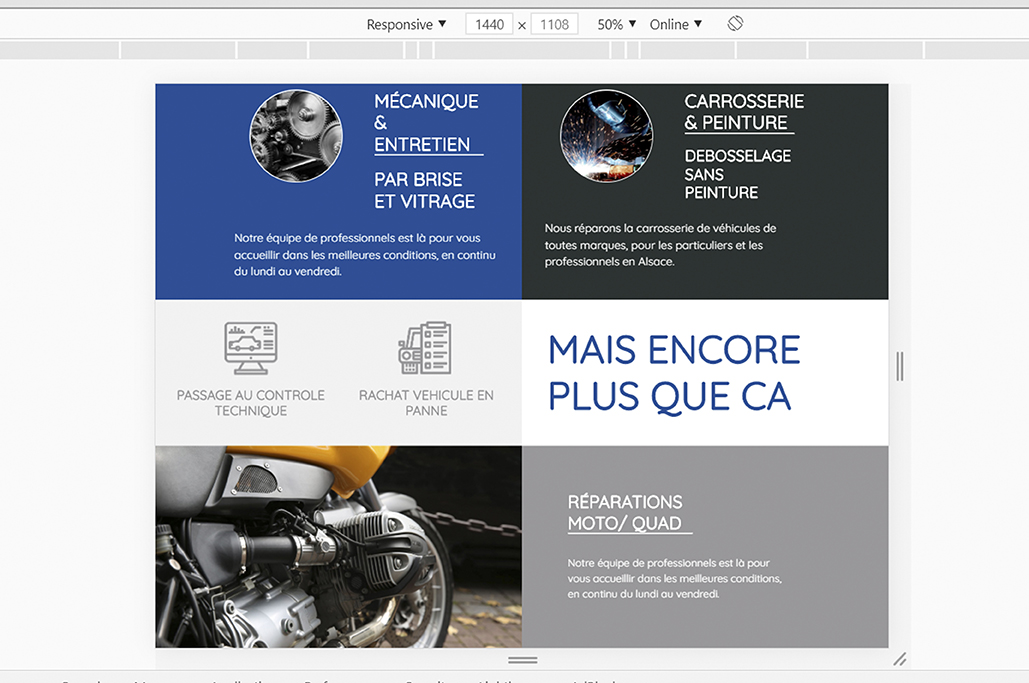 Responsive ▼ 1440 × 1108 50% ▼ Online ▼
MÉCANIQUE
&
ENTRETIEN
PAR BRISE
ET VITRAGE
Notre équipe de professionnels est là pour vous
accueillir dans les meilleures conditions, en continu
du lundi au vendredi.
CARROSSERIE
& PEINTURE
DEBOSSELAGE
SANS
PEINTURE
Nous réparons la carrosserie de véhicules de
toutes marques, pour les particuliers et les
professionnels en Alsace.
PASSAGE AU CONTROLE
TECHNIQUE
RACHAT VEHICULE EN
PANNE
MAIS ENCORE
PLUS QUE CA
RÉPARATIONS
MOTO/ QUAD
Notre équipe de professionnels est là pour
vous accueillir dans les meilleures conditions,
en continu du lundi au vendredi.